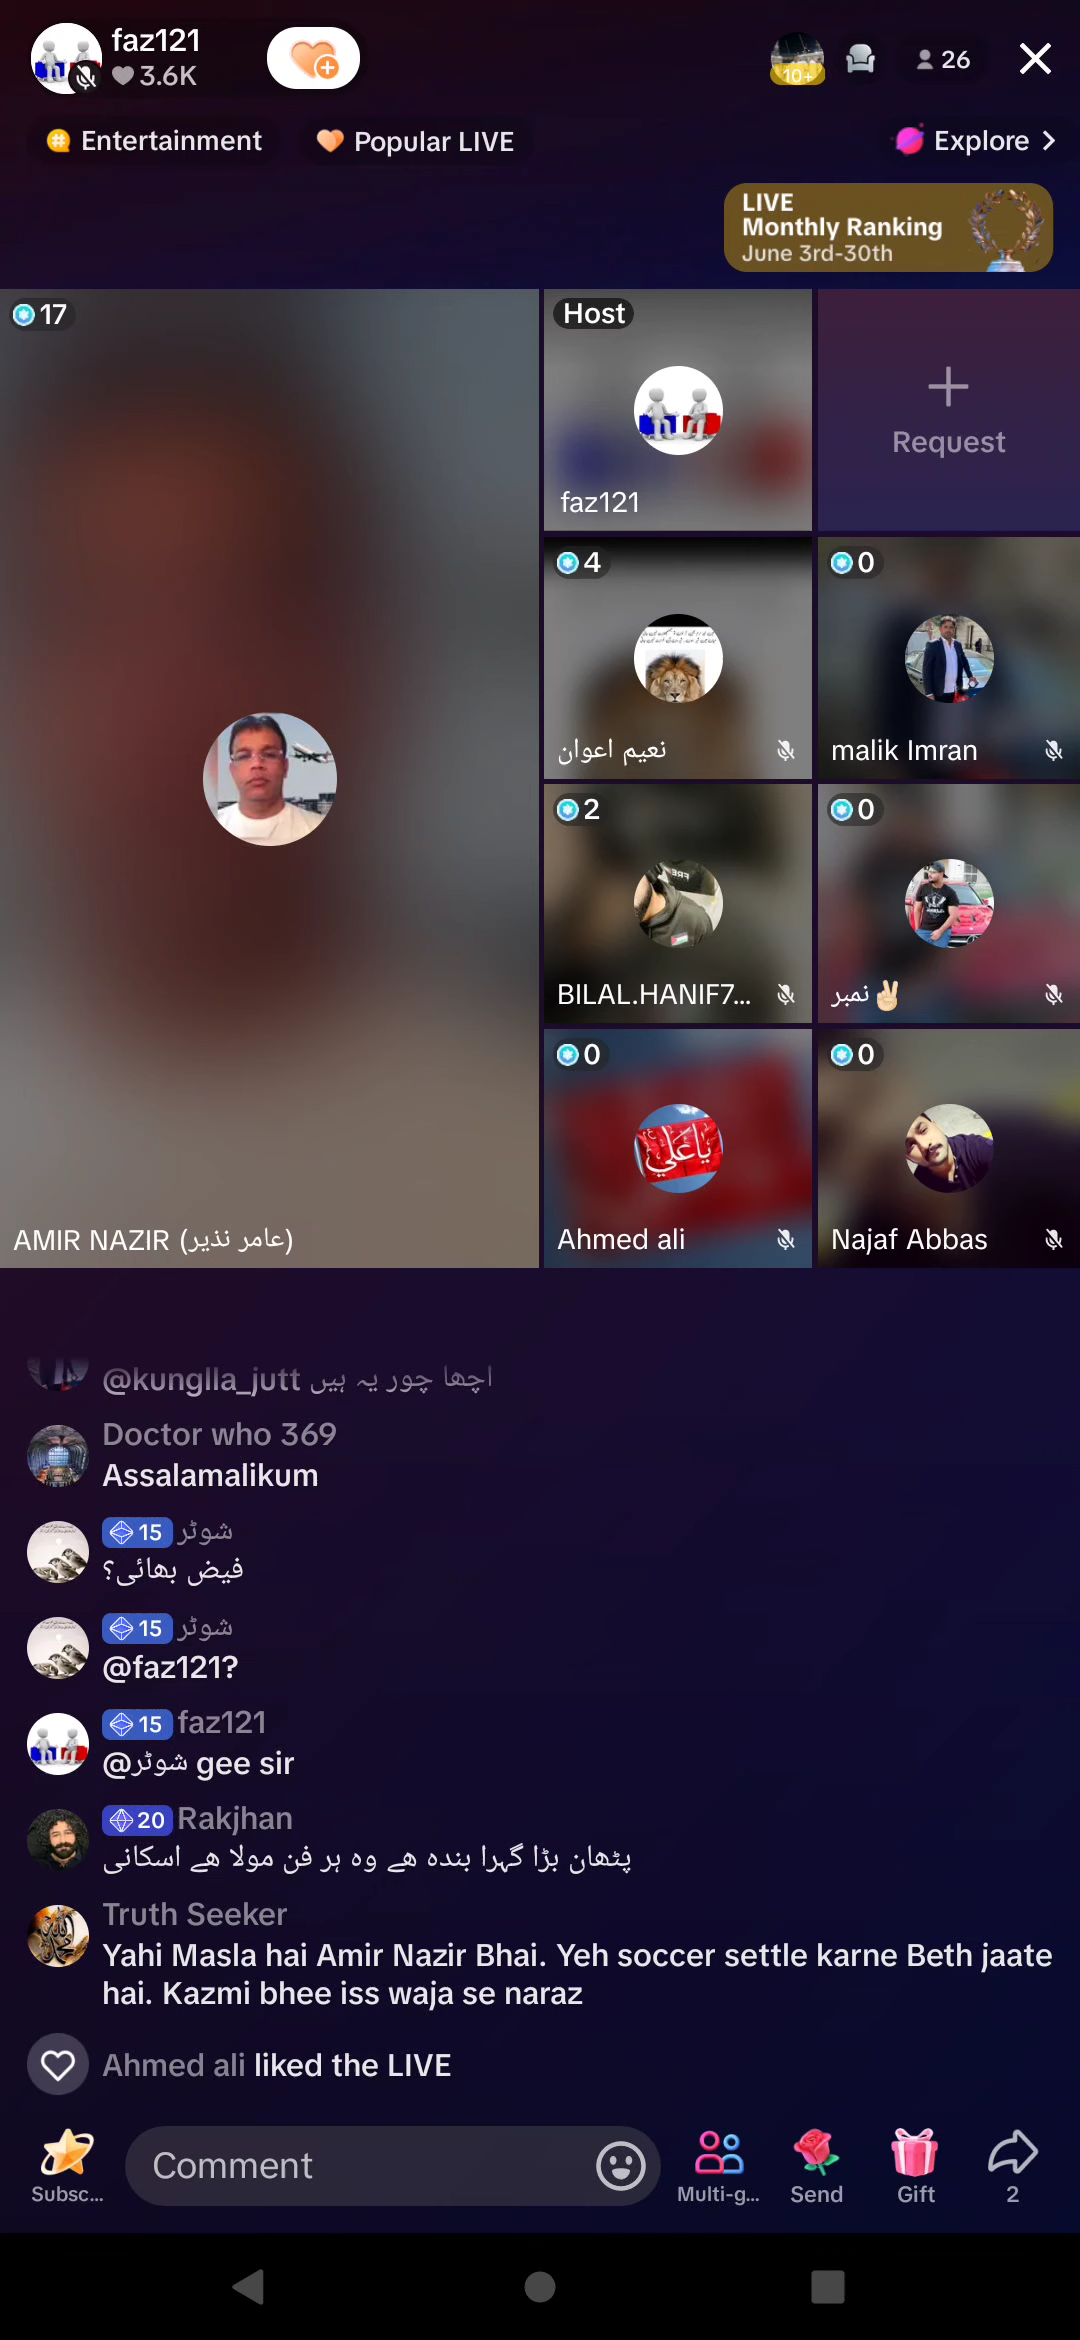 faz121
3.6K
10+
26
Entertainment
Popular LIVE
Explore
LIVE
Monthly Ranking
June 3rd-30th
17
AMIR NAZIR (عامر نذیر)
Host
faz121
Request
4
نعیم اعوان
0
malik Imran
2
FRE
BILAL.HANIF7...
0
نمبر✌🏻
0
یاعلي
Ahmed ali
0
Najaf Abbas
@kunglla_jutt اچھا چور یہ ہیں
Doctor who 369
Assalamalikum
15 شوٹر
فیض بھائی؟
15 شوٹر
@faz121?
15 faz121
@شوٹر gee sir
20 Rakjhan
پٹھان بڑا گہرا بندہ ھے وہ ہر فن مولا ھے اسکانی
Truth Seeker
Yahi Masla hai Amir Nazir Bhai. Yeh soccer settle karne Beth jaate
hai. Kazmi bhee iss waja se naraz
Ahmed ali liked the LIVE
Subsc...
Comment
Multi-g...
Send
Gift
2